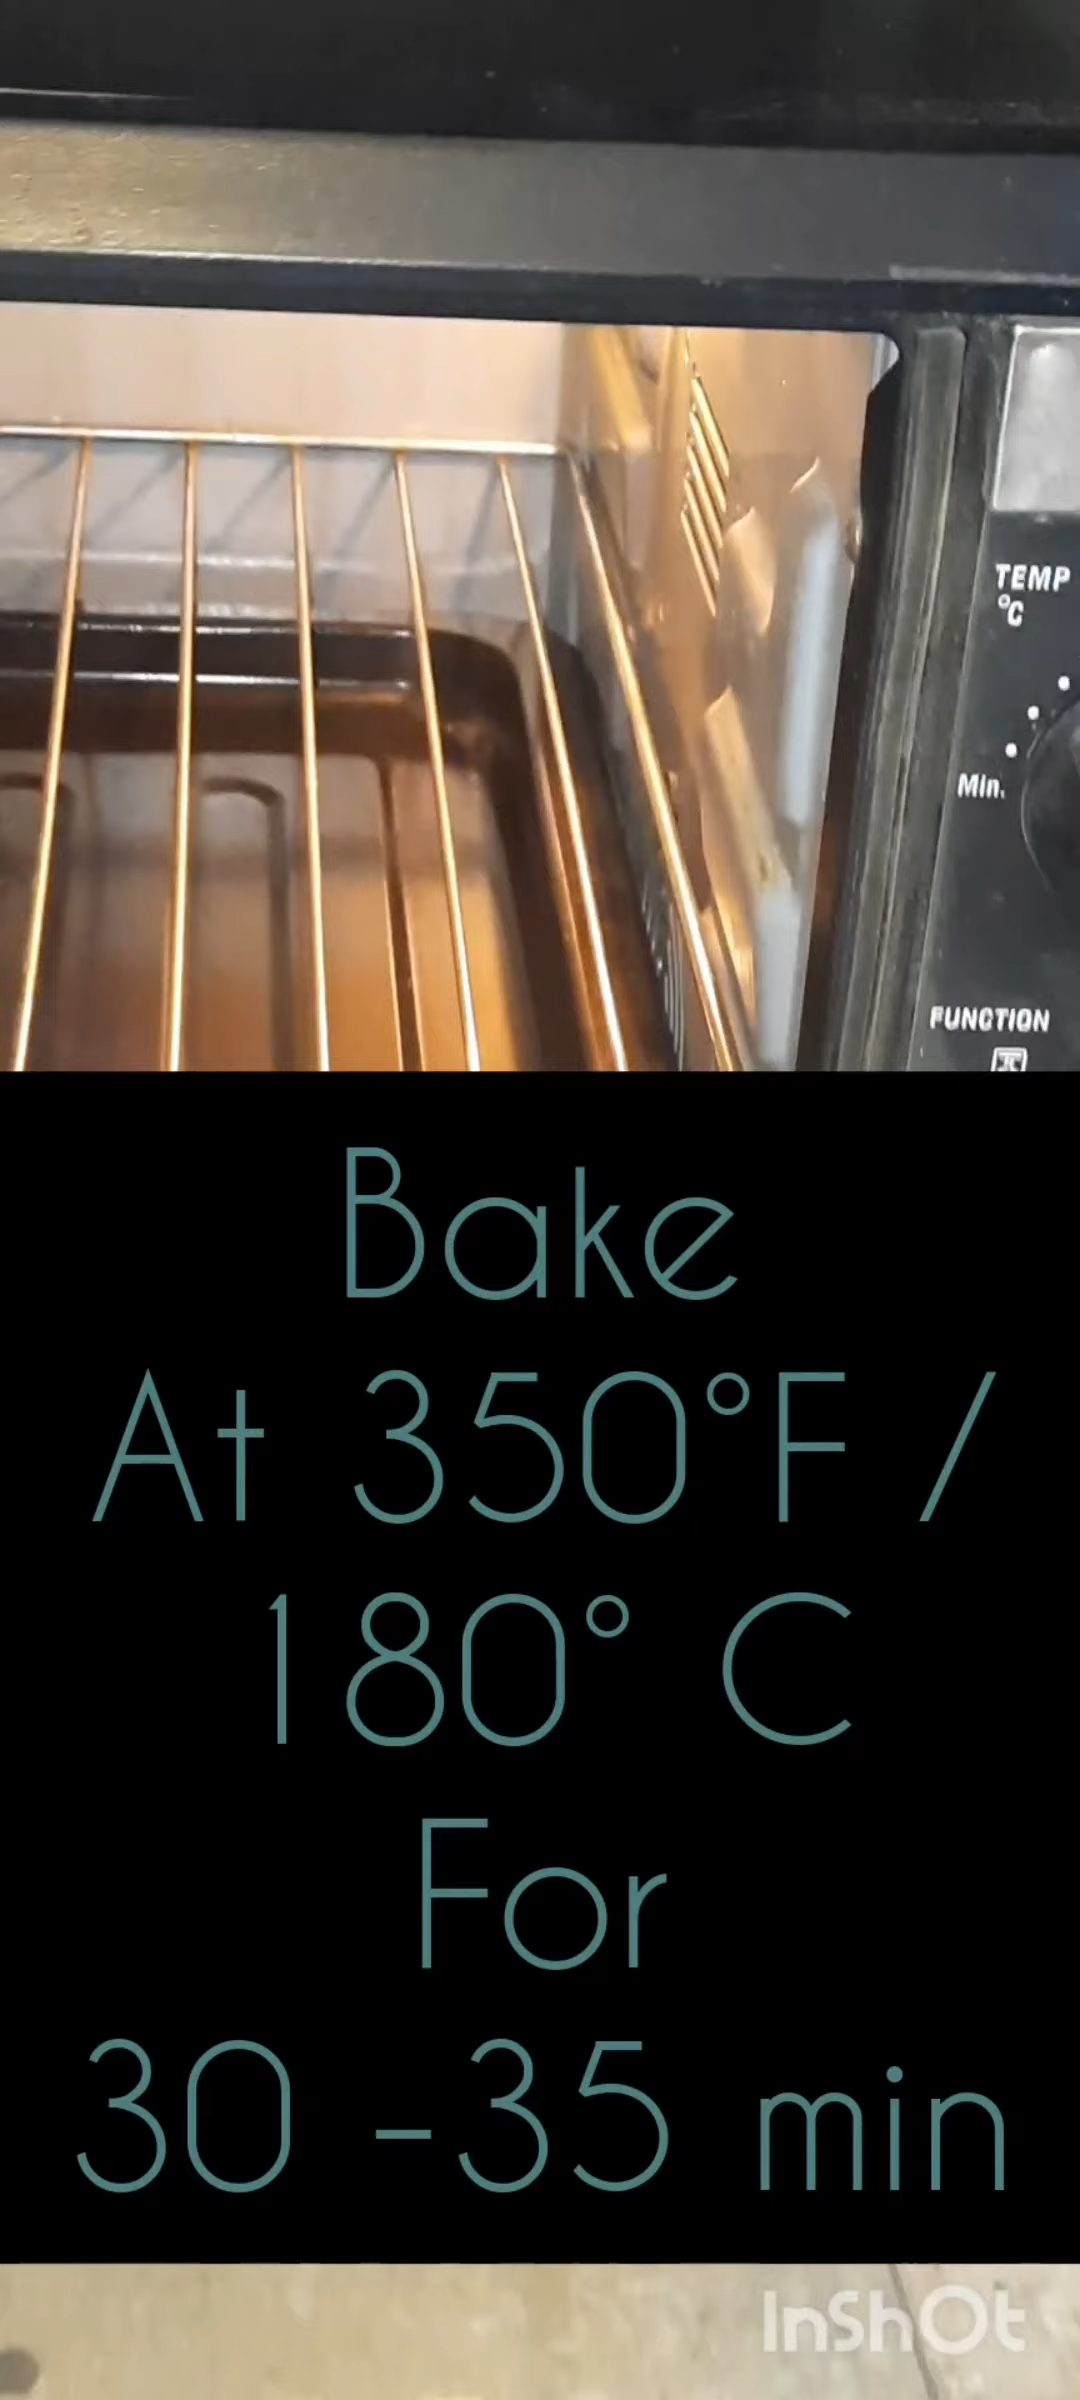 TEMP
°C
Min.
FUNCTION
Bake
At 350°F /
180° C
For
30 -35 min
InShOt